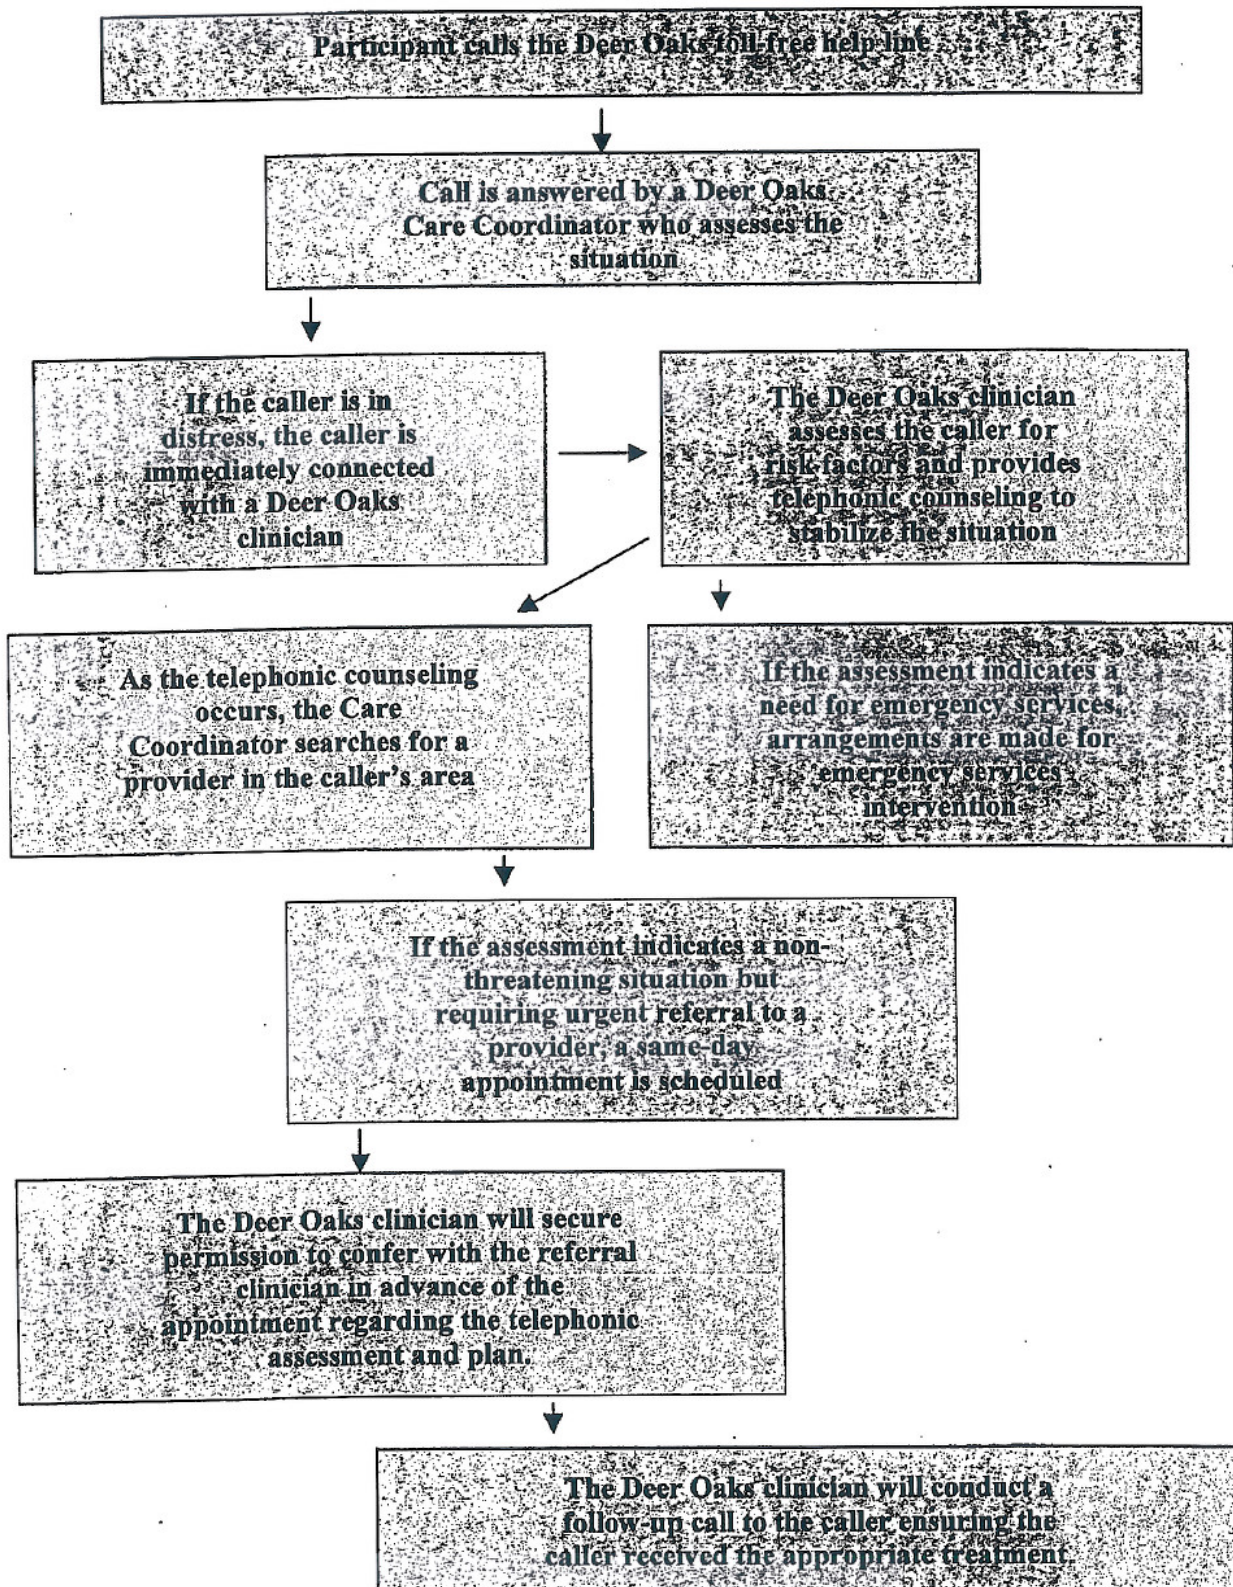 Participant calls the Deer Oaks toll-free help line
Call is answered by a Deer Oaks
Care Coordinator who assesses the
situation
If the caller is in
distress, the caller is
immediately connected
with a Deer Oaks
clinician
The Deer Oaks clinician
assesses the caller for
risk factors and provides
telephonic counseling to
stabilize the situation
As the telephonic counseling
occurs, the Care
Coordinator searches for a
provider in the caller's area
If the assessment indicates a
need for emergency services,
arrangements are made for
emergency services
intervention
If the assessment indicates a non-
threatening situation but
requiring urgent referral to a
provider, a same-day
appointment is scheduled
The Deer Oaks clinician will secure
permission to confer with the referral
clinician in advance of the
appointment regarding the telephonic
assessment and plan.
The Deer Oaks clinician will conduct a
follow-up call to the caller ensuring the
caller received the appropriate treatment